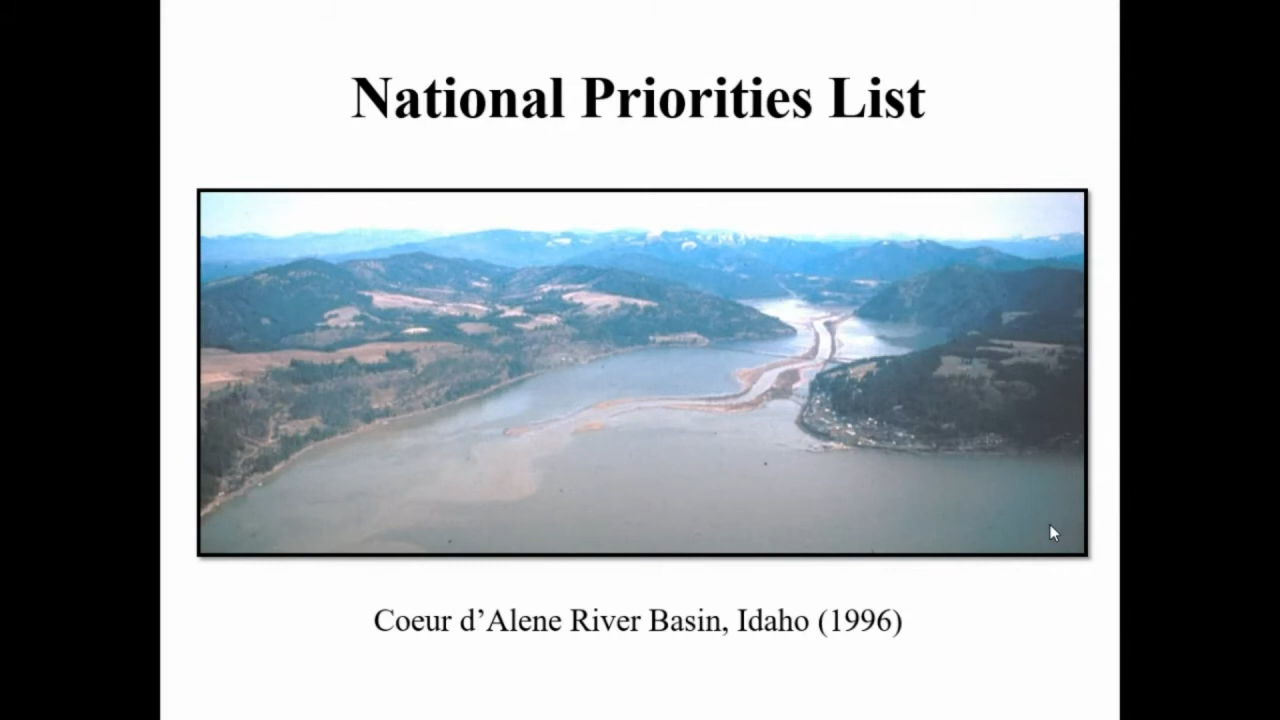 National Priorities List
Coeur d’Alene River Basin, Idaho (1996)